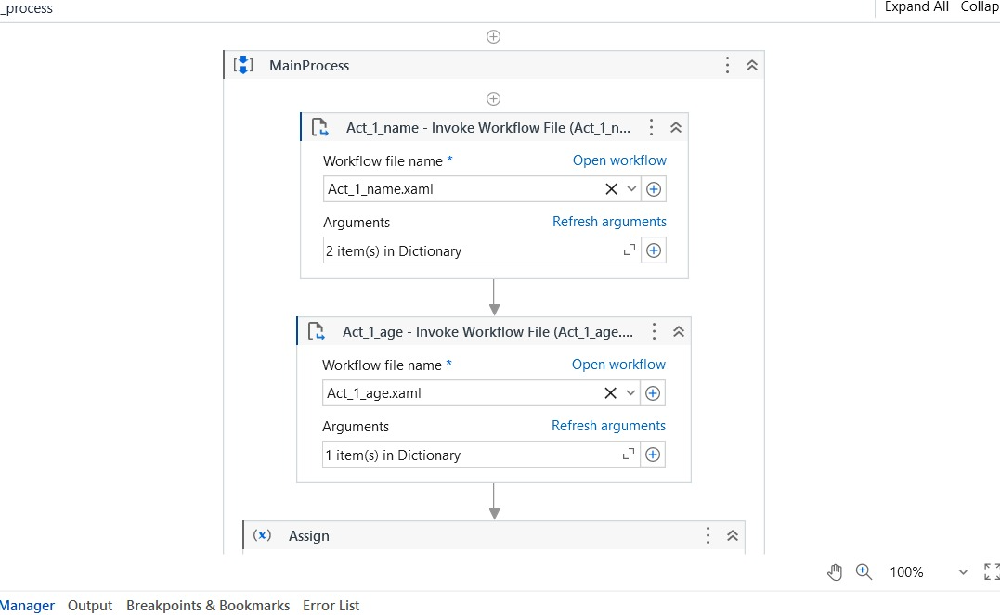 _process
Expand All Collap
MainProcess
Act_1_name - Invoke Workflow File (Act_1_n...
Workflow file name * Open workflow
Act_1_name.xaml
Arguments Refresh arguments
2 item(s) in Dictionary
Act_1_age - Invoke Workflow File (Act_1_age....
Workflow file name * Open workflow
Act_1_age.xaml
Arguments Refresh arguments
1 item(s) in Dictionary
(x) Assign
100%
Manager Output Breakpoints & Bookmarks Error List